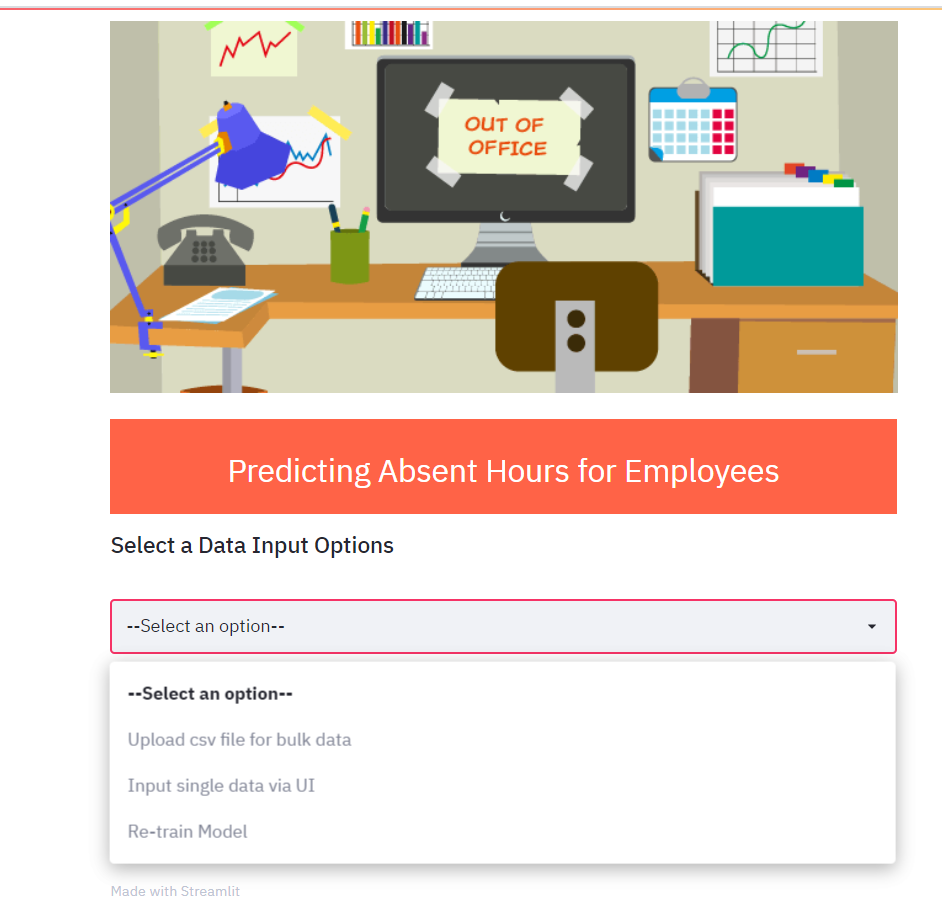 OUT OF
OFFICE
Predicting Absent Hours for Employees
Select a Data Input Options
--Select an option--
--Select an option--
Upload csv file for bulk data
Input single data via UI
Re-train Model
Made with Streamlit